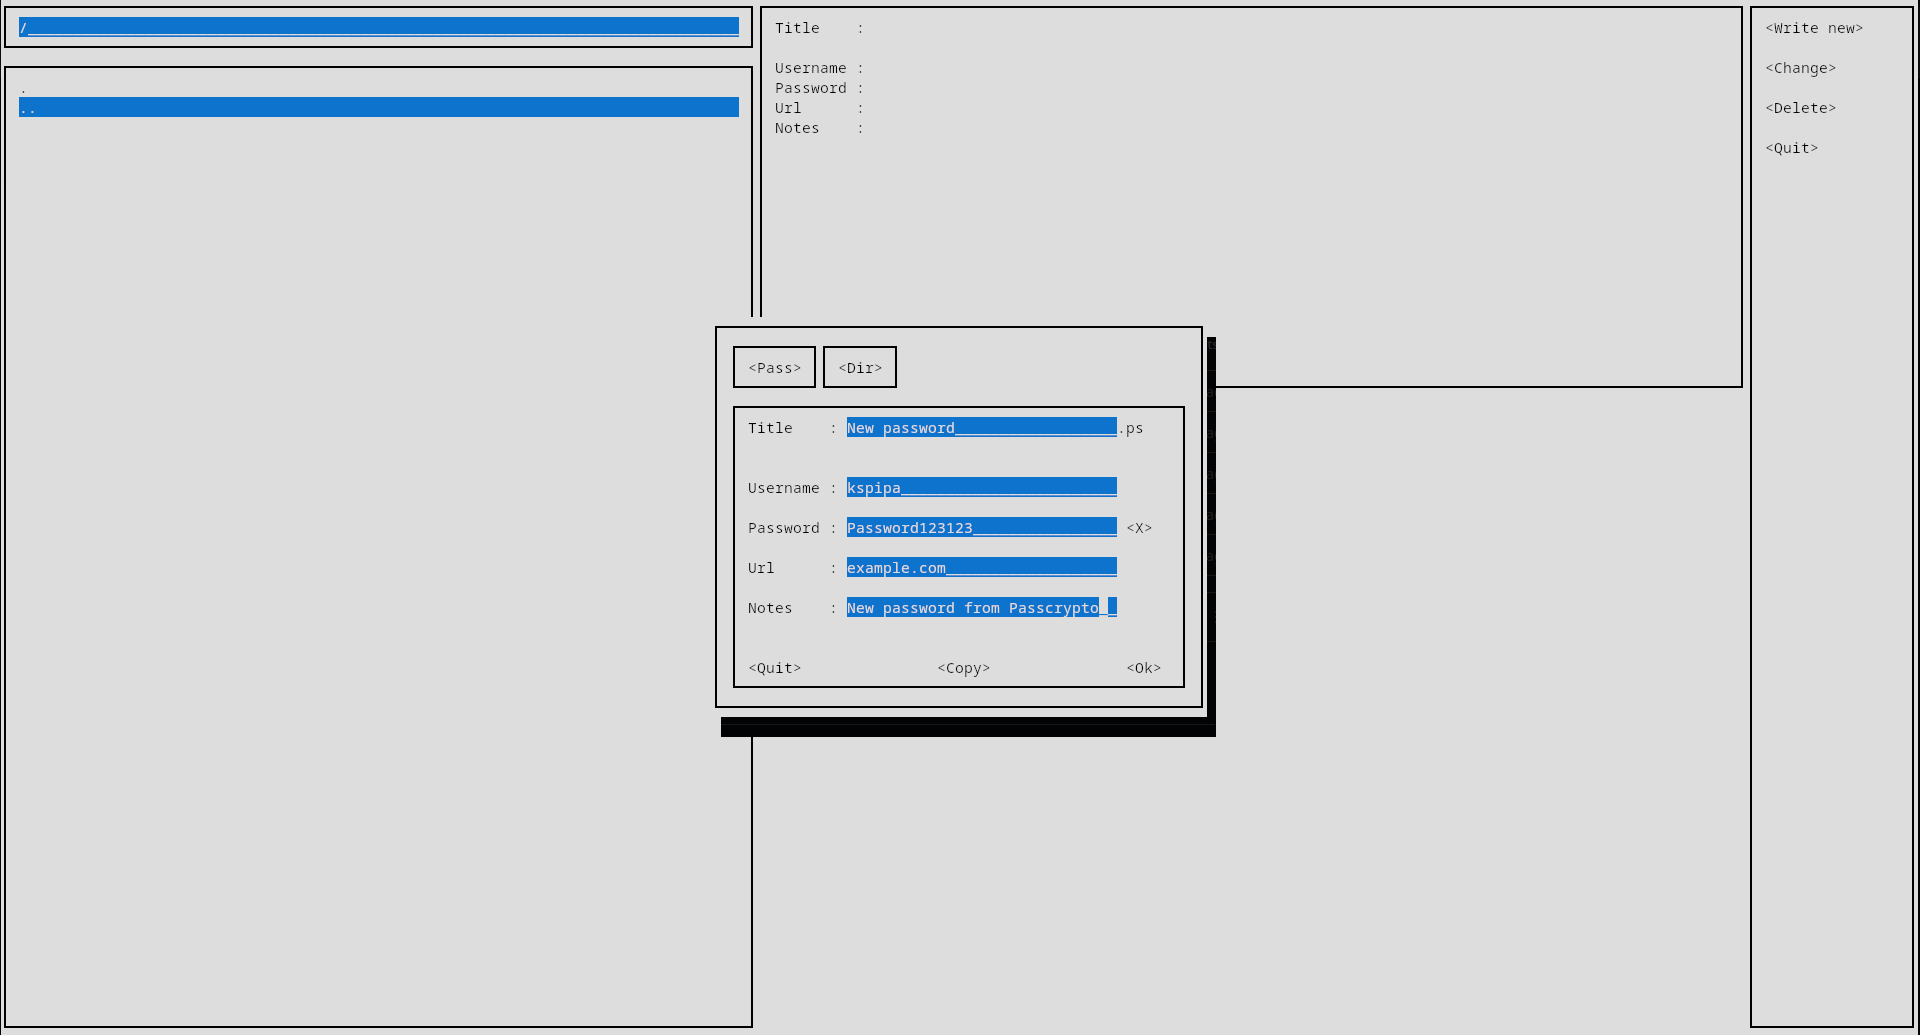 /
.
..
Title    :
Username :
Password :
Url      :
Notes    :
<Write new>
<Change>
<Delete>
<Quit>
<Pass> <Dir>
Title    : New password.ps
Username : kspipa
Password : Password123123 <X>
Url      : example.com
Notes    : New password from Passcrypto
<Quit> <Copy> <Ok>